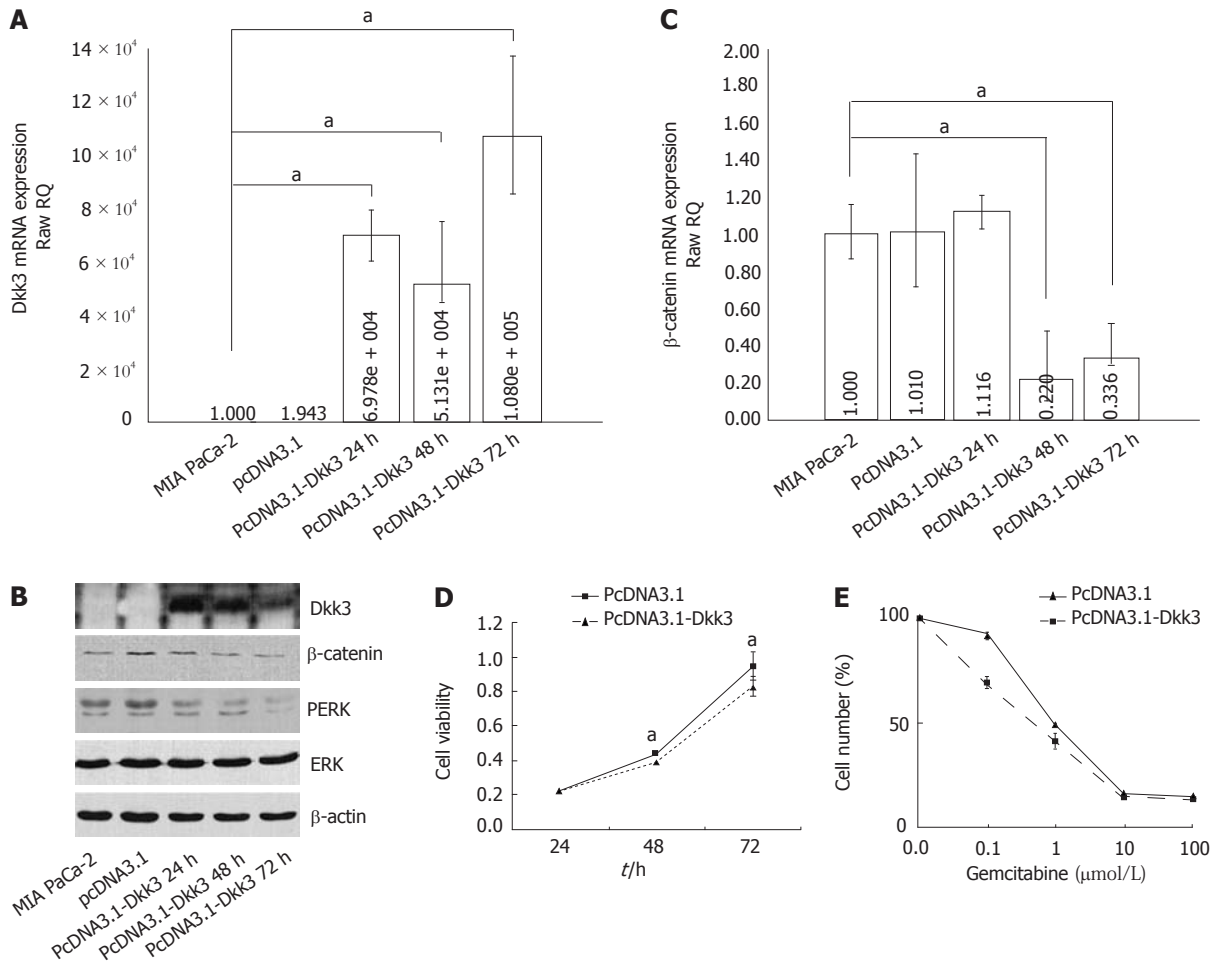 A
a
a
a
14 × 10⁴
12 × 10⁴
10 × 10⁴
8 × 10⁴
6 × 10⁴
4 × 10⁴
2 × 10⁴
0
Dkk3 mRNA expression
Raw RQ
1.000
1.943
6.978e + 004
5.131e + 004
1.080e + 005
MIA PaCa-2
pcDNA3.1
PcDNA3.1-Dkk3 24 h
PcDNA3.1-Dkk3 48 h
PcDNA3.1-Dkk3 72 h
C
a
a
2.00
1.80
1.60
1.40
1.20
1.00
0.80
0.60
0.40
0.20
0.00
β-catenin mRNA expression
Raw RQ
1.000
1.010
1.116
0.220
0.336
MIA PaCa-2
PcDNA3.1
PcDNA3.1-Dkk3 24 h
PcDNA3.1-Dkk3 48 h
PcDNA3.1-Dkk3 72 h
B
Dkk3
β-catenin
PERK
ERK
β-actin
MIA PaCa-2
pcDNA3.1
PcDNA3.1-Dkk3 24 h
PcDNA3.1-Dkk3 48 h
PcDNA3.1-Dkk3 72 h
D
PcDNA3.1
PcDNA3.1-Dkk3
1.2
1.0
0.8
0.6
0.4
0.2
0.0
Cell viability
a
a
24
48
72
t/h
E
PcDNA3.1
PcDNA3.1-Dkk3
100
50
0
Cell number (%)
0.0
0.1
1
10
100
Gemcitabine (μmol/L)